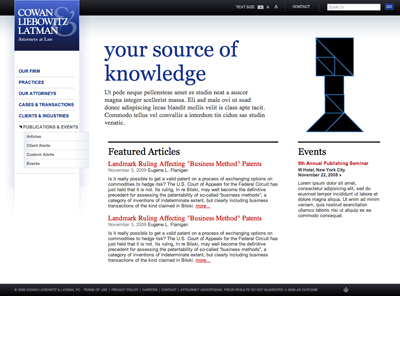 COWAN
LIEBOWITZ
LATMAN
&
Attorneys at Law
TEXT SIZE A A A
CONTACT
SEARCH
GO
OUR FIRM
PRACTICES
OUR ATTORNEYS
CASES & TRANSACTIONS
CLIENTS & INDUSTRIES
PUBLICATIONS & EVENTS
Articles
Client Alerts
Custom Alerts
Events
your source of
knowledge
Ut pede neque pellentese amet es studin neat a auscor
magna integer scellerist massa. Eli sed male ovi ut suad
donec adipiscing locus blandit mollis velit is class apte tacit.
Commodo tellus vel convallis a interdum tin cidus sas studin
venatic.
Featured Articles
Landmark Ruling Affecting "Business Method" Patents
November 3, 2009 Eugene L. Flanigan
Is it really possible to get a valid patent on a process of exchanging options on
commodities to hedge risk? The U.S. Court of Appeals for the Federal Circuit has
just held that it is not. Its ruling, in re Bilski, may well become the definitive
precedent for assessing the patentability of so-called "business methods", a
category of inventions of indeterminate extent, but clearly including business
transactions of the kind claimed in Bilski. more...
Landmark Ruling Affecting "Business Method" Patents
November 3, 2009 Eugene L. Flanigan
Is it really possible to get a valid patent on a process of exchanging options on
commodities to hedge risk? The U.S. Court of Appeals for the Federal Circuit has
just held that it is not. Its ruling, in re Bilski, may well become the definitive
precedent for assessing the patentability of so-called "business methods", a
category of inventions of indeterminate extent, but clearly including business
transactions of the kind claimed in Bilski. more...
Events
5th Annual Publishing Seminar
W Hotel, New York City
November 22, 2008 »
Lorem ipsum dolor sit amet,
consectetur adipisicing elit, sed do
eiusmod tempor incididunt ut labore et
dolore magna aliqua. Ut enim ad minim
veniam, quis nostrud exercitation
ullamco laboris nisi ut aliquip ex ea
commodo consequat.
© 2009 COWAN LIEBOWITZ & LATMAN, PC TERMS OF USE | PRIVACY POLICY | CAREERS | CONTACT | ATTOURNEY ADVERTISING: PRIOR RESULTS DO NOT GUARANTEE A SIMILAR OUTCOME